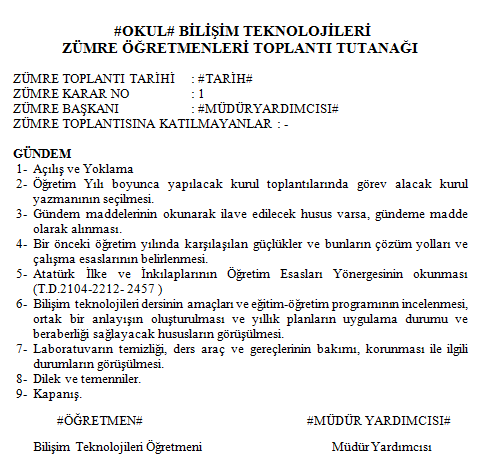 #OKUL# BİLİŞİM TEKNOLOJİLERİ
ZÜMRE ÖĞRETMENLERİ TOPLANTI TUTANAĞI
ZÜMRE TOPLANTI TARİHİ : #TARİH#
ZÜMRE KARAR NO : 1
ZÜMRE BAŞKANI : #MÜDÜRYARDIMCISI#
ZÜMRE TOPLANTISINA KATILMAYANLAR : -
GÜNDEM
1- Açılış ve Yoklama
2- Öğretim Yılı boyunca yapılacak kurul toplantılarında görev alacak kurul
yazmanının seçilmesi.
3- Gündem maddelerinin okunarak ilave edilecek husus varsa, gündeme madde
olarak alınması.
4- Bir önceki öğretim yılında karşılaşılan güçlükler ve bunların çözüm yolları ve
çalışma esaslarının belirlenmesi.
5- Atatürk İlke ve İnkılaplarının Öğretim Esasları Yönergesinin okunması
(T.D.2104-2212- 2457 )
6- Bilişim teknolojileri dersinin amaçları ve eğitim-öğretim programının incelenmesi,
ortak bir anlayışın oluşturulması ve yıllık planların uygulama durumu ve
beraberliği sağlayacak hususların görüşülmesi.
7- Laboratuvarın temizliği, ders araç ve gereçlerinin bakımı, korunması ile ilgili
durumların görüşülmesi.
8- Dilek ve temenniler.
9- Kapanış.
#ÖĞRETMEN# #MÜDÜR YARDIMCISI#
Bilişim Teknolojileri Öğretmeni Müdür Yardımcısı